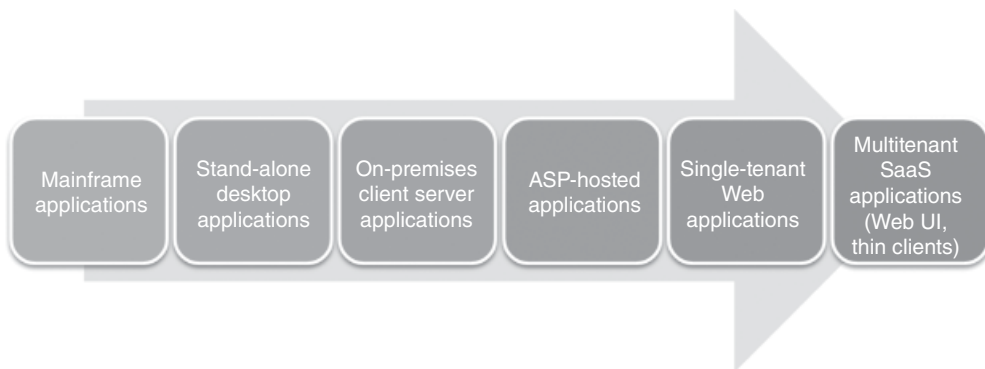 Mainframe
applications
Stand-alone
desktop
applications
On-premises
client server
applications
ASP-hosted
applications
Single-tenant
Web
applications
Multitenant
SaaS
applications
(Web UI,
thin clients)